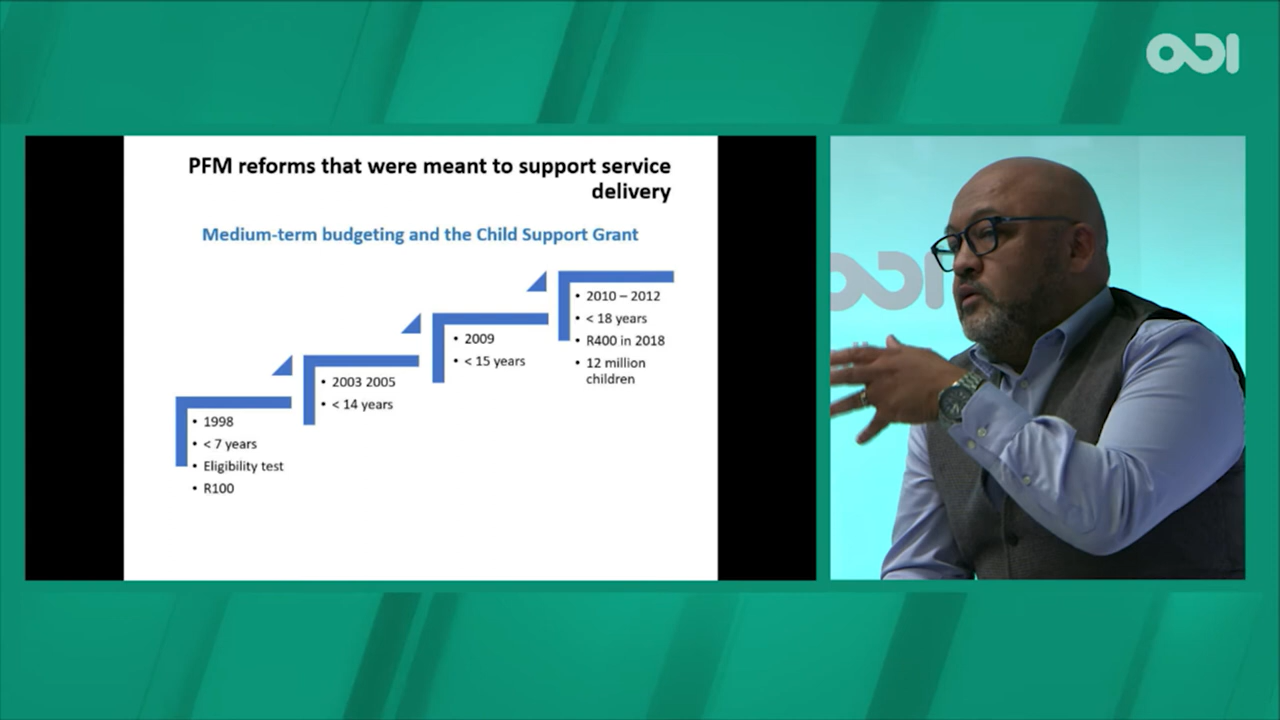 ODI
PFM reforms that were meant to support service
delivery
Medium-term budgeting and the Child Support Grant
• 2010 – 2012
• < 18 years
• R400 in 2018
• 12 million
children
• 2009
• < 15 years
• 2003 2005
• < 14 years
• 1998
• < 7 years
• Eligibility test
• R100
ODI